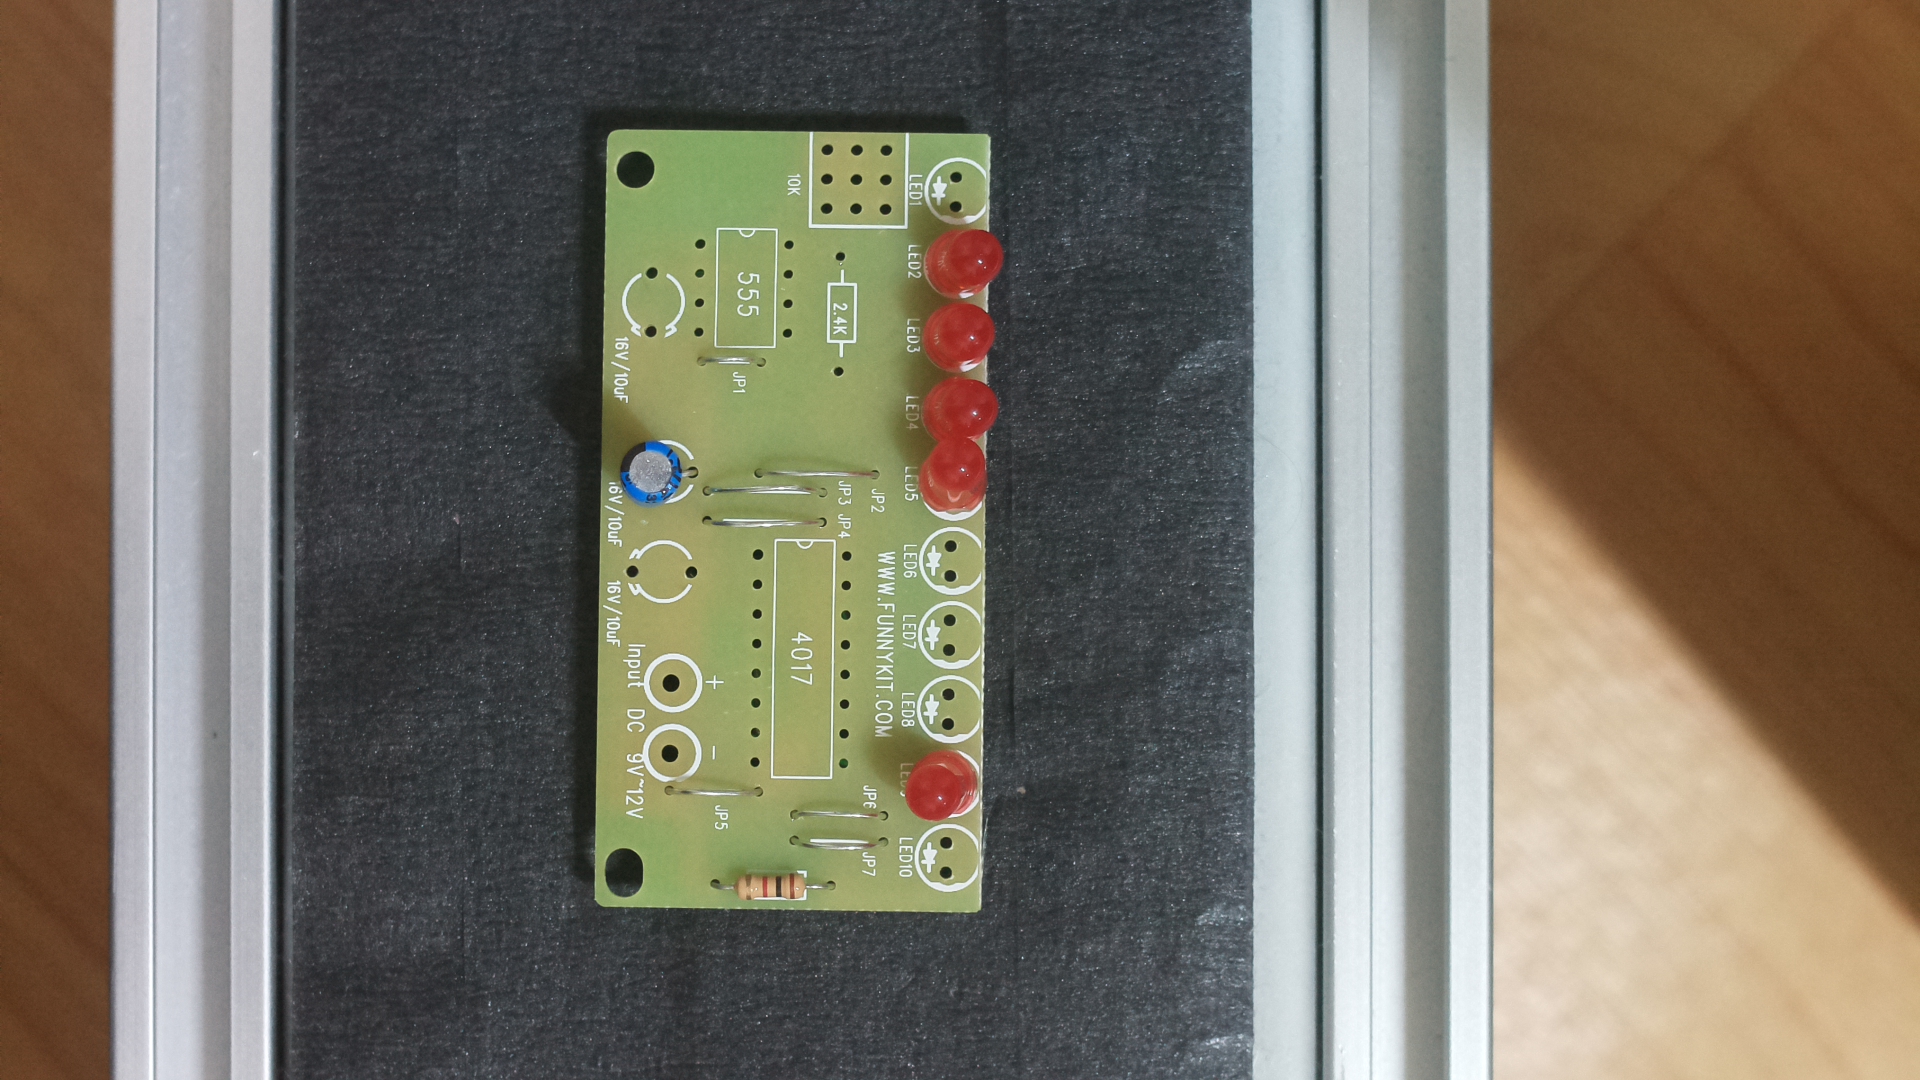 10K
LED1
LED2
555
2.4K
LED3
16V/10uF
JP1
LED4
LED5
JP3
JP2
16V/10uF
JP4
LED6
WWW.FUNNYKIT.COM
16V/10uF
4017
LED7
LED8
+
-
Input DC 9V~12V
JP5
JP6
JP7
LED10